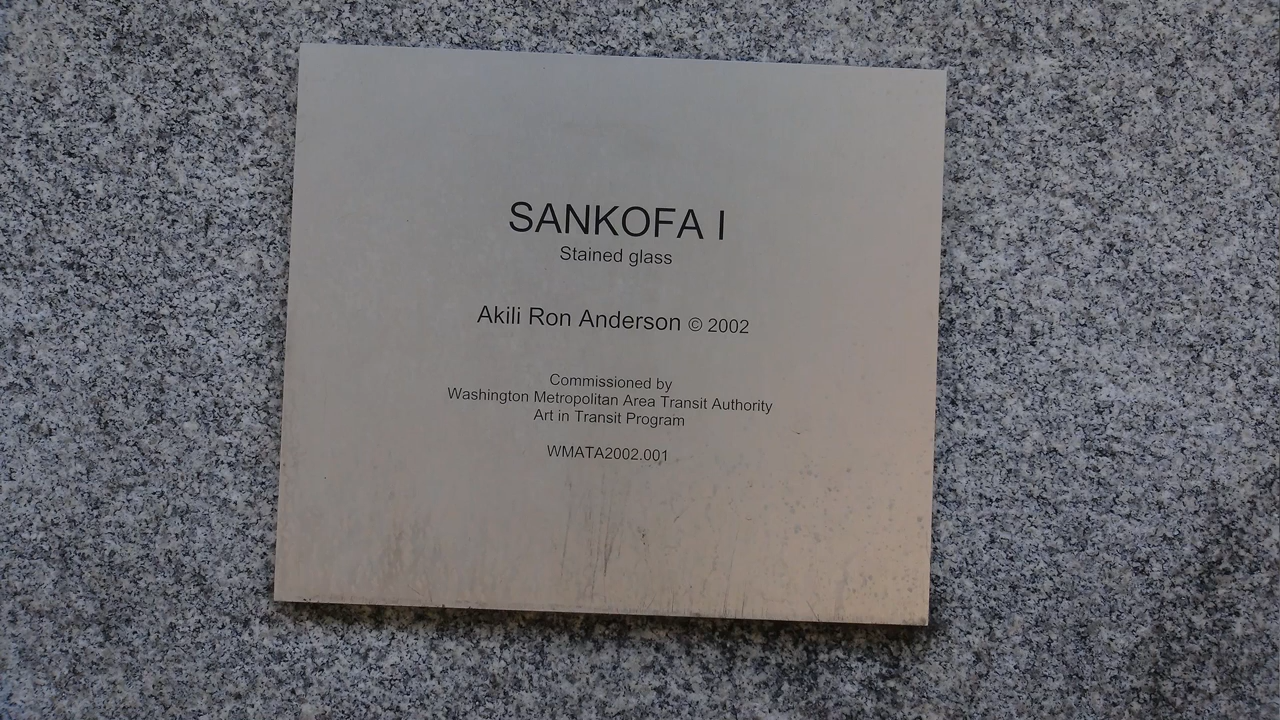 SANKOFA I
Stained glass
Akili Ron Anderson © 2002
Commissioned by
Washington Metropolitan Area Transit Authority
Art in Transit Program
WMATA2002.001